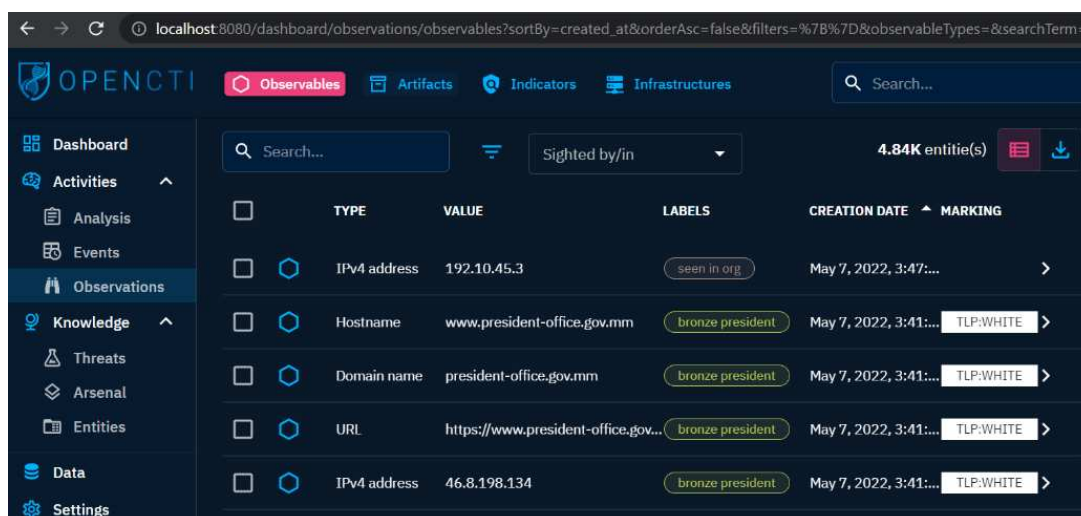 localhost:8080/dashboard/observations/observables?sortBy=created_at&orderAsc=false&filters=%7B%7D&observableTypes=&searchTerm=
OPENCTI Observables Artifacts Indicators Infrastructures Search...
Dashboard Search... Sighted by/in 4.84K entitie(s)
Activities
Analysis TYPE VALUE LABELS CREATION DATE MARKING
Events
IPv4 address 192.10.45.3 seen in org May 7, 2022, 3:47:...
Observations
Knowledge Hostname www.president-office.gov.mm bronze president May 7, 2022, 3:41:... TLP:WHITE
Threats
Domain name president-office.gov.mm bronze president May 7, 2022, 3:41:... TLP:WHITE
Arsenal
Entities URL https://www.president-office.gov... bronze president May 7, 2022, 3:41:... TLP:WHITE
Data
IPv4 address 46.8.198.134 bronze president May 7, 2022, 3:41:... TLP:WHITE
Settings